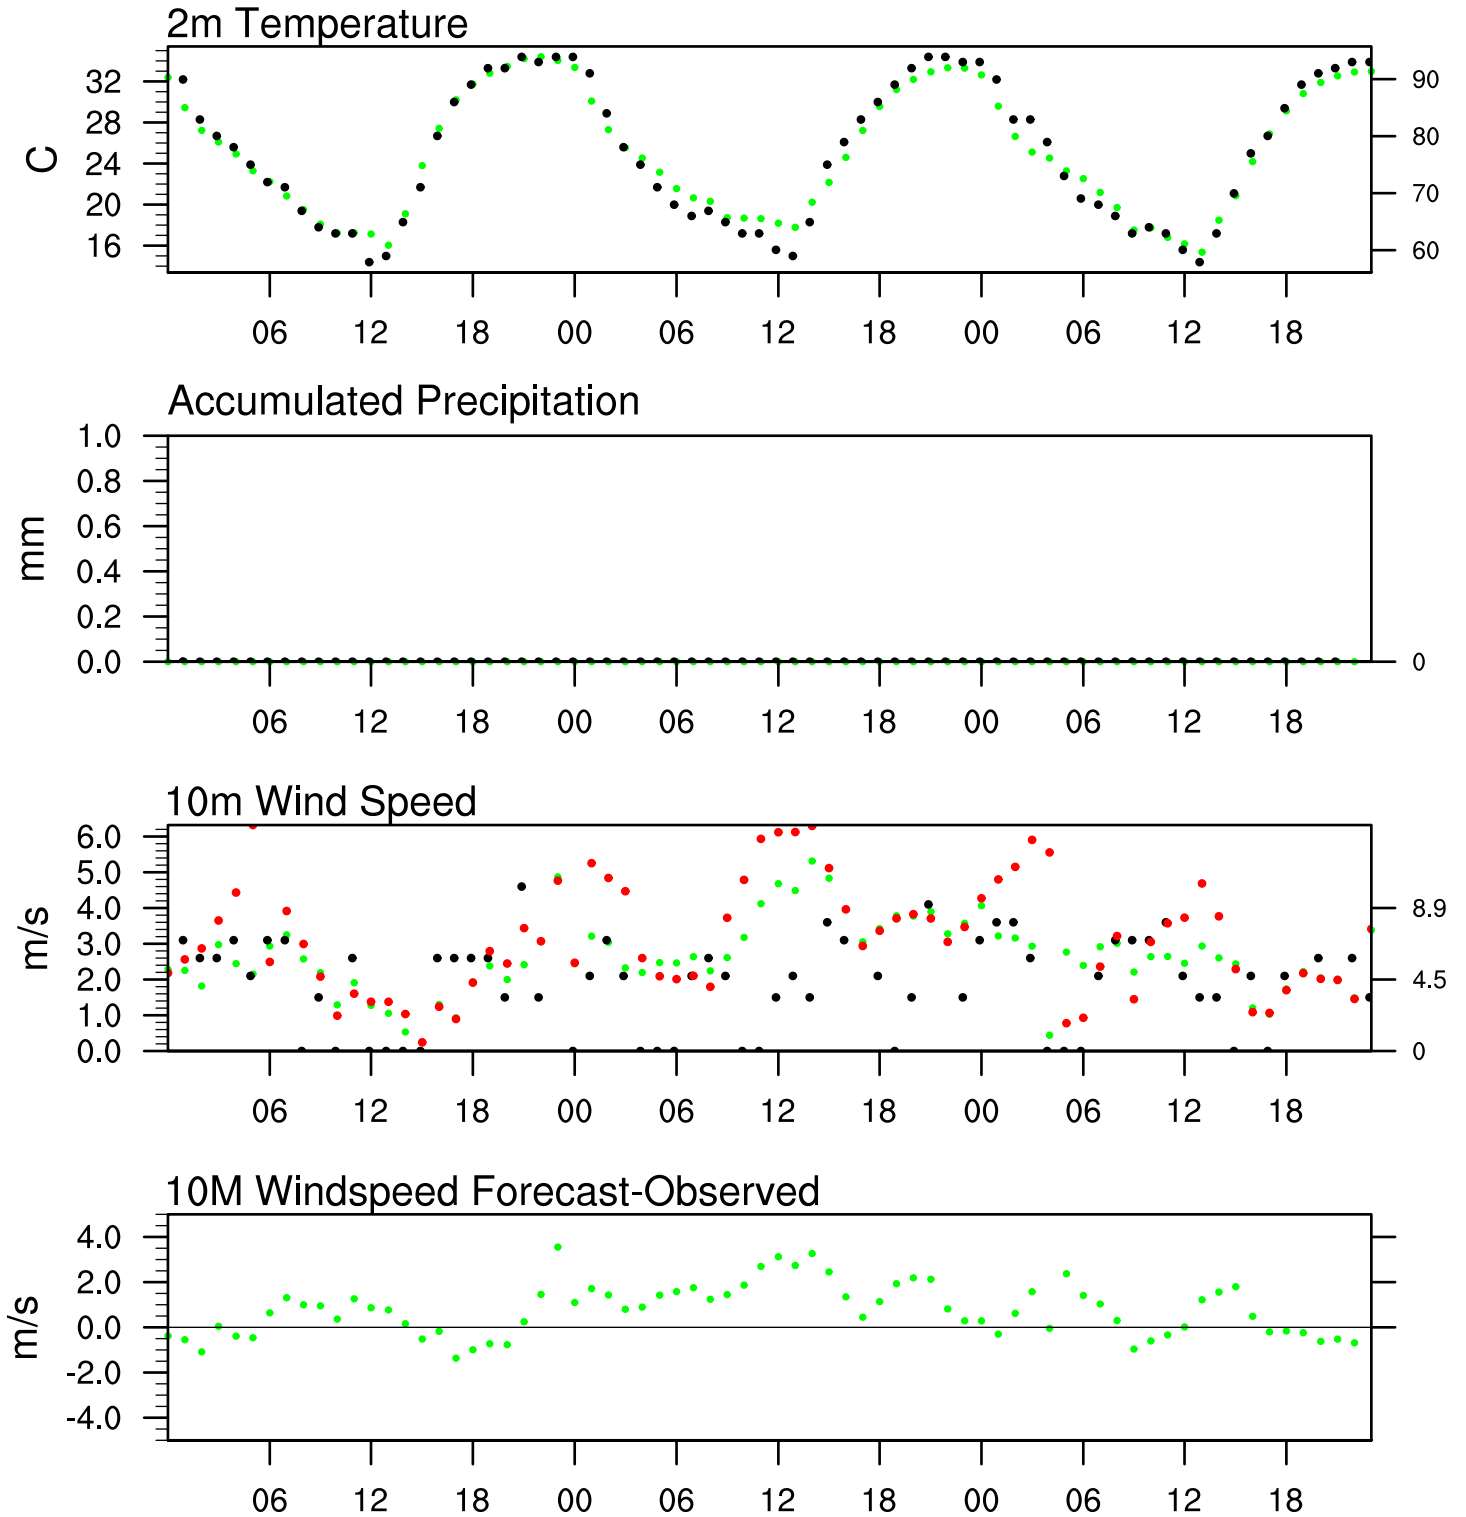 2m Temperature
32
28
24
20
16
C
90
80
70
60
06 12 18 00 06 12 18 00 06 12 18
Accumulated Precipitation
1.0
0.8
0.6
0.4
0.2
0.0
mm
0
06 12 18 00 06 12 18 00 06 12 18
10m Wind Speed
6.0
5.0
4.0
3.0
2.0
1.0
0.0
m/s
8.9
4.5
0
06 12 18 00 06 12 18 00 06 12 18
10M Windspeed Forecast-Observed
4.0
2.0
0.0
-2.0
-4.0
m/s
06 12 18 00 06 12 18 00 06 12 18